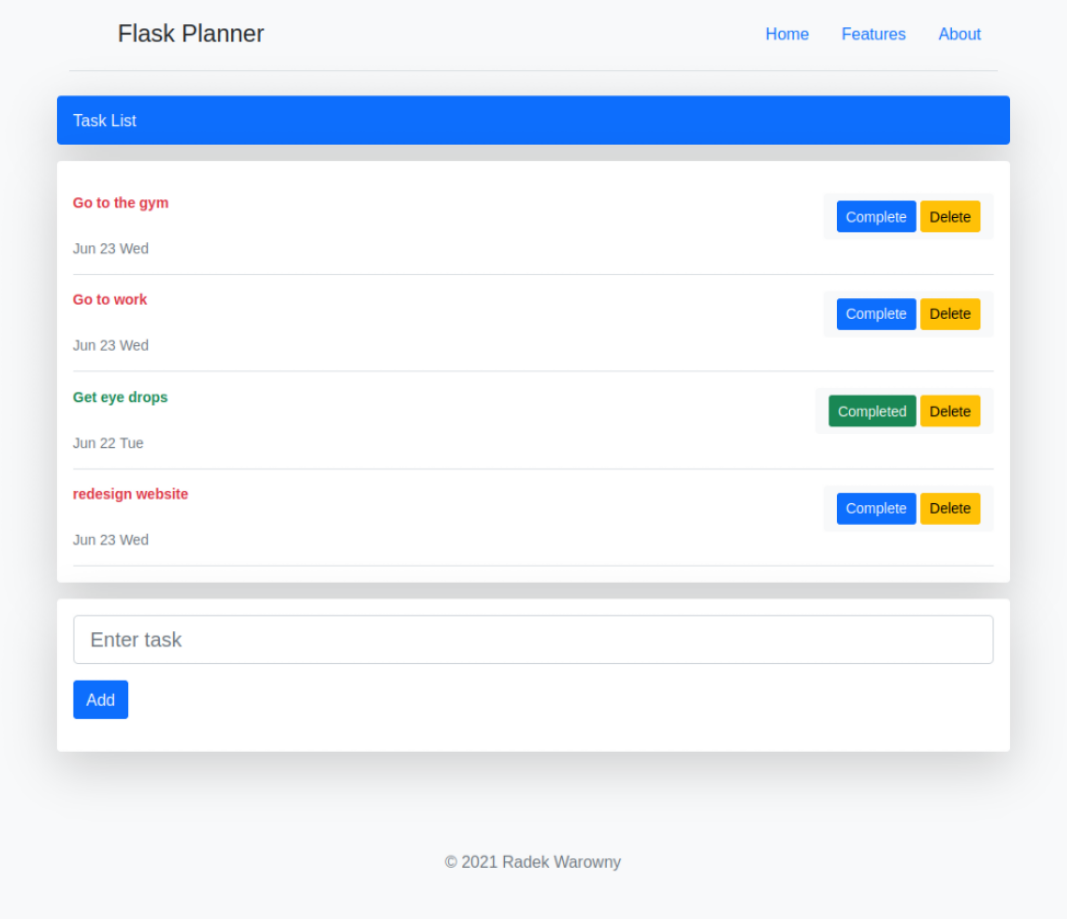 Flask Planner Home Features About
Task List
Go to the gym Complete Delete
Jun 23 Wed
Go to work Complete Delete
Jun 23 Wed
Get eye drops Completed Delete
Jun 22 Tue
redesign website Complete Delete
Jun 23 Wed
Enter task
Add
© 2021 Radek Warowny